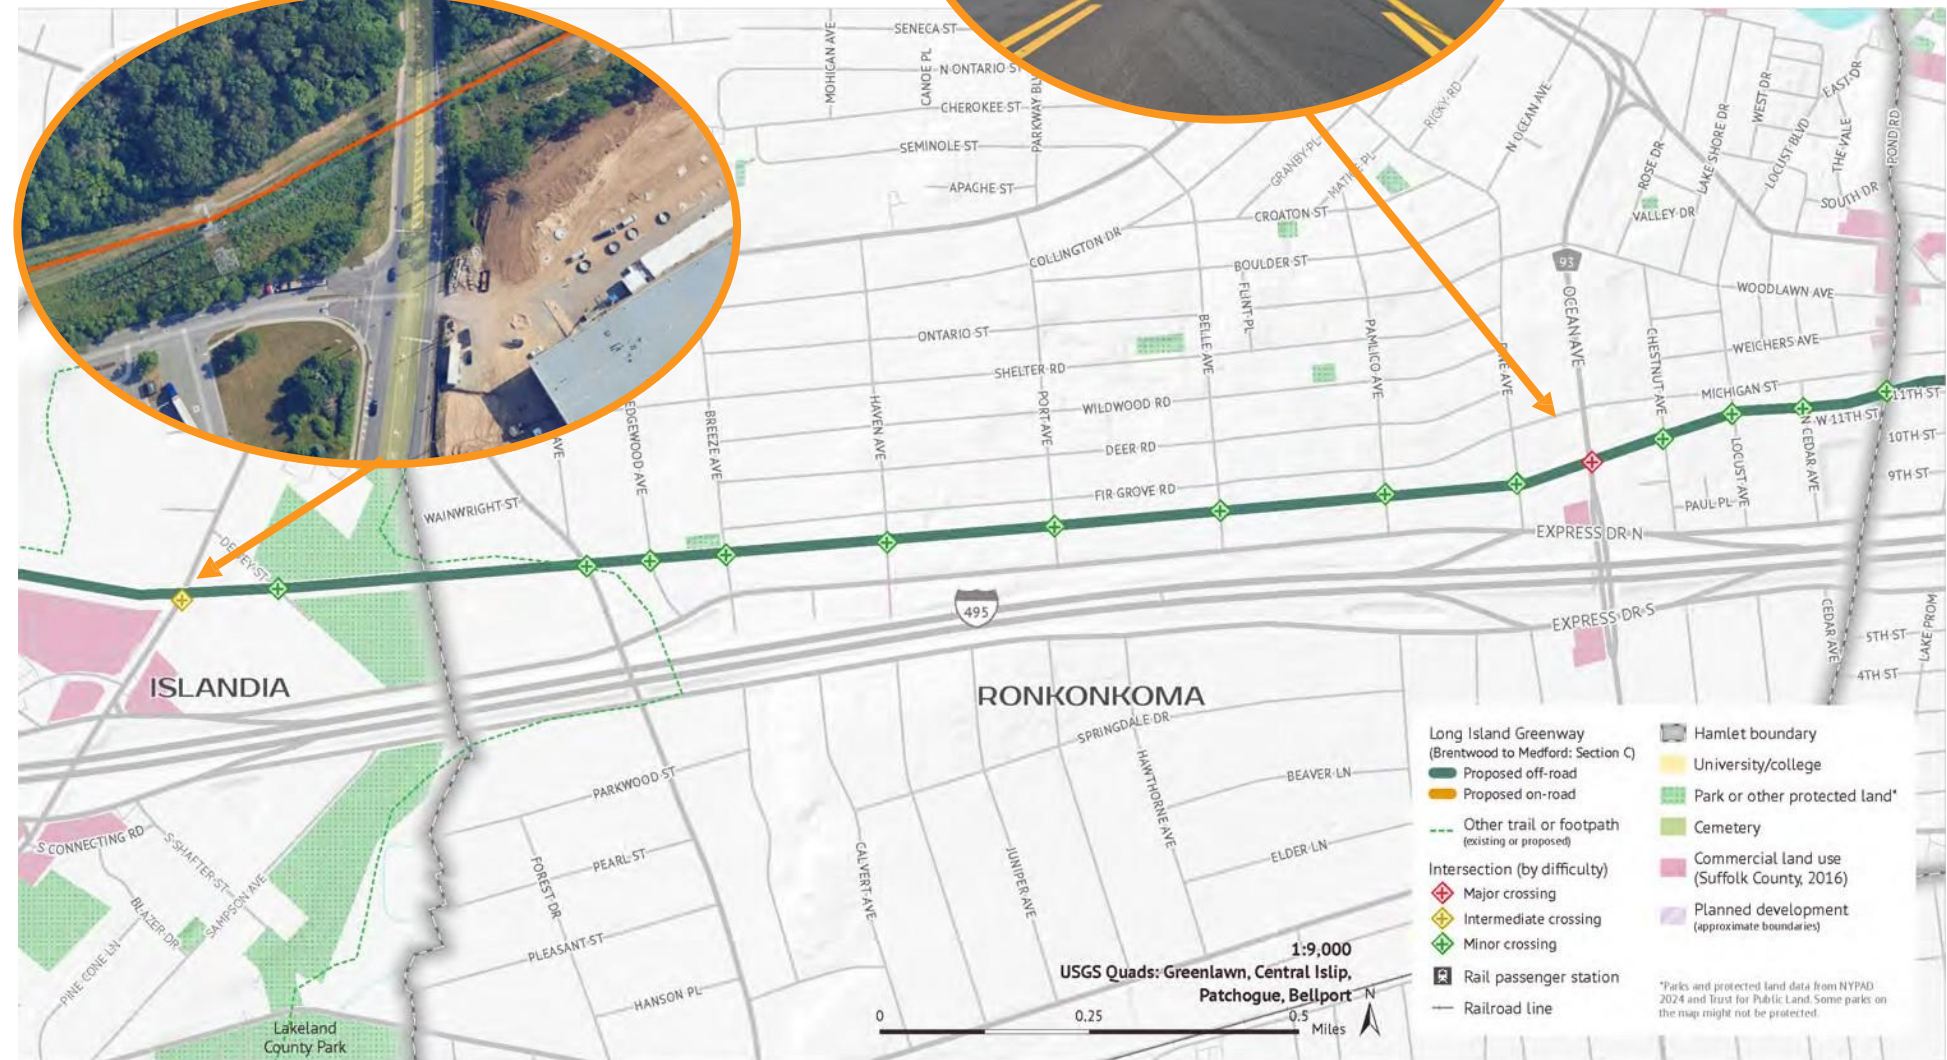 SENECA ST
MOHIGAN AVE
CANOE PL
N ONTARIO ST
PARKWAY BLV
CHEROKEE ST
SEMINOLE ST
APACHE ST
RICKY RD
N OCEAN AVE
GRANBY PL
CROATON ST
COLLINGTON DR
BOULDER ST
FLINT PL
ROSE DR
LAKE SHORE DR
WEST DR
EAST DR
LOCUST BLVD
THE VALE
POND RD
SOUTH DR
VALLEY DR
93
OCEAN AVE
WOODLAWN AVE
WEICHERS AVE
CHESTNUT AVE
MICHIGAN ST
11TH ST
W 11TH ST
10TH ST
9TH ST
N CEDAR AVE
LOCUST AVE
PAUL PL
ONTARIO ST
SHELTER RD
WILDWOOD RD
DEER RD
FIR GROVE RD
BELLE AVE
PAMLICO AVE
PORT AVE
HAVEN AVE
BREEZE AVE
EDGEWOOD AVE
AVE
WAINWRIGHT ST
EXPRESS DR N
495
EXPRESS DR S
CEDAR AVE
5TH ST
4TH ST
LAKE PROM
ISLANDIA
RONKONKOMA
SPRINGDALE DR
HAWTHORNE AVE
BEAVER LN
ELDER LN
JUNIPER AVE
CALVERT AVE
PARKWOOD ST
PEARL ST
FOREST DR
PLEASANT ST
HANSON PL
S CONNECTING RD
S SHAFTER ST
SAMPSON AVE
BLAZER DR
PINE CONE LN
Lakeland
County Park
1:9,000
USGS Quads: Greenlawn, Central Islip,
Patchogue, Bellport
N
0 0.25 0.5
Miles
Long Island Greenway
(Brentwood to Medford: Section C)
Proposed off-road
Proposed on-road
Other trail or footpath
(existing or proposed)
Intersection (by difficulty)
Major crossing
Intermediate crossing
Minor crossing
Rail passenger station
Railroad line
Hamlet boundary
University/college
Park or other protected land*
Cemetery
Commercial land use
(Suffolk County, 2016)
Planned development
(approximate boundaries)
*Parks and protected land data from NYPAD
2024 and Trust for Public Land. Some parks on
the map might not be protected.